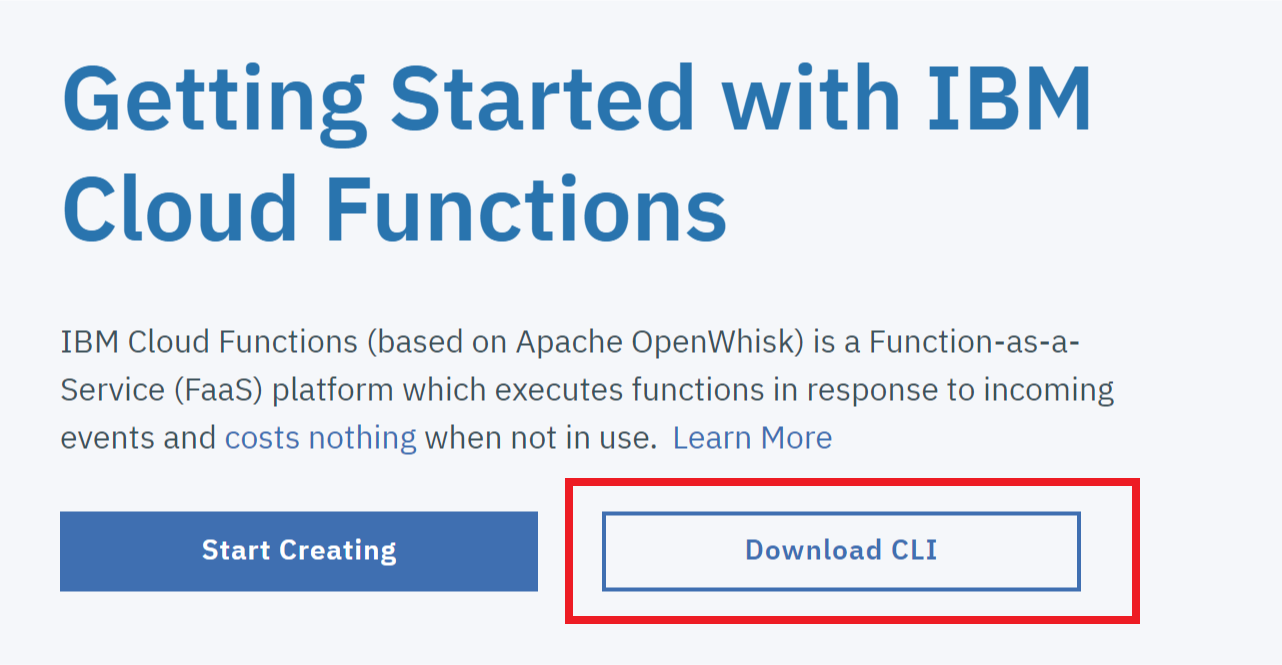 Getting Started with IBM
Cloud Functions
IBM Cloud Functions (based on Apache OpenWhisk) is a Function-as-a-
Service (FaaS) platform which executes functions in response to incoming
events and costs nothing when not in use. Learn More
Start Creating
Download CLI